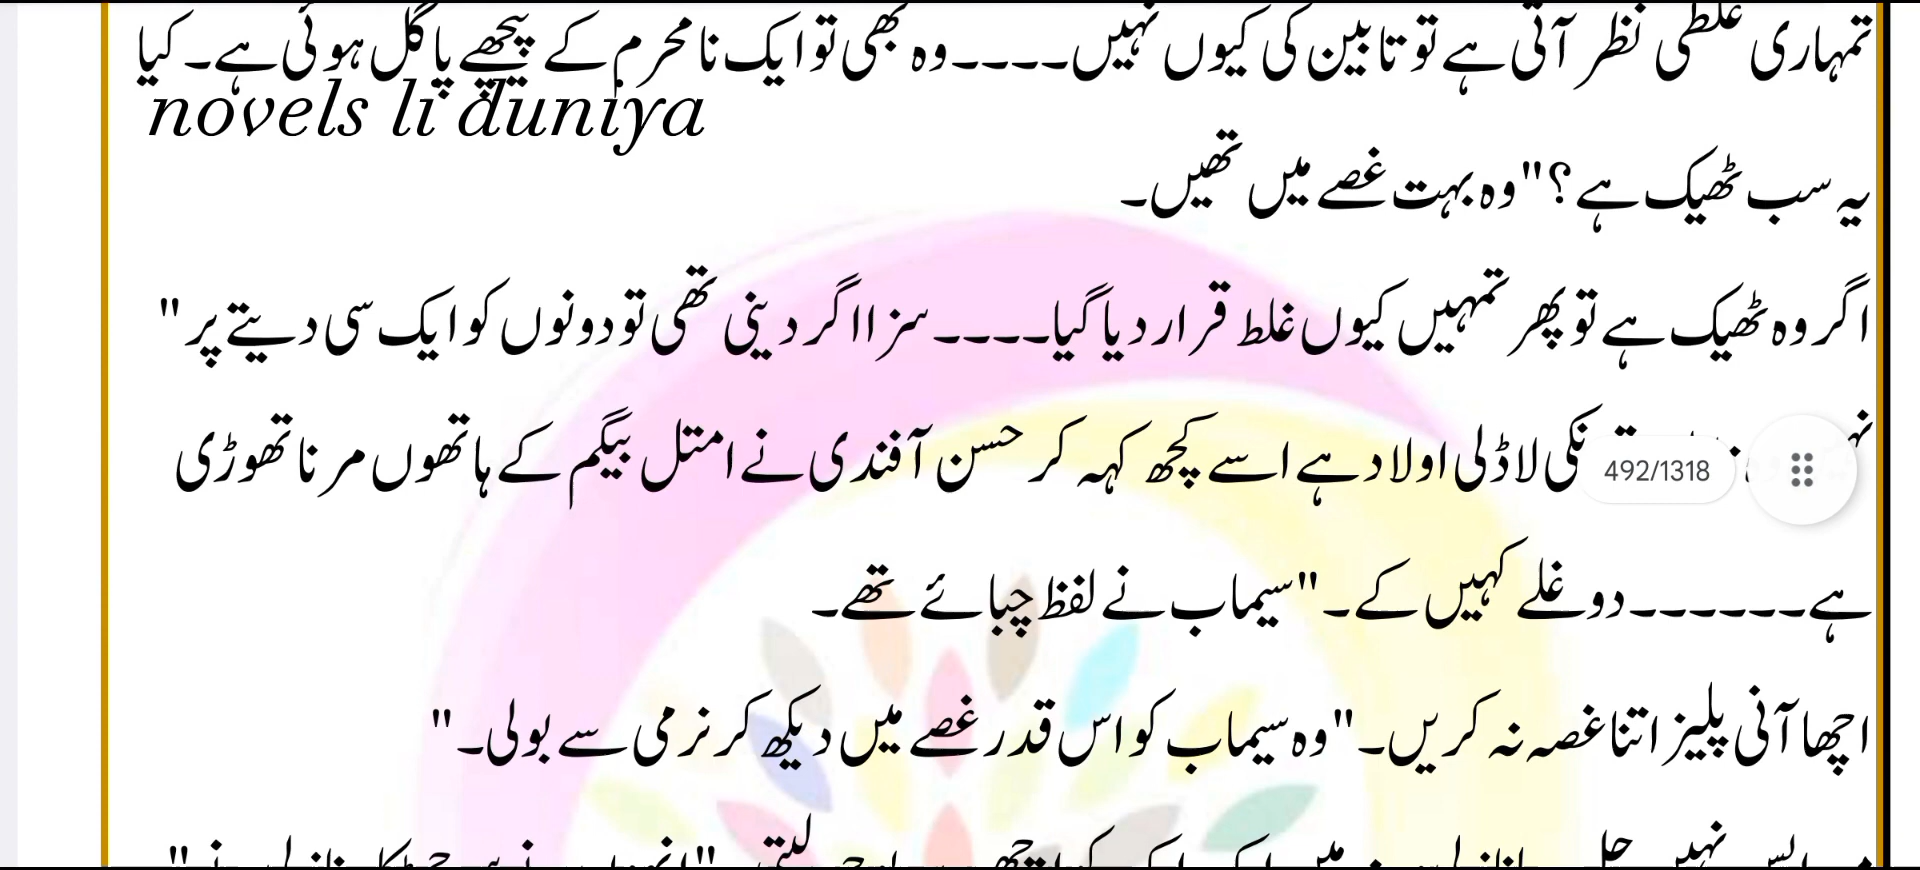 تمہاری غلطی نظر آتی ہے تو تابین کی کیوں نہیں۔۔۔۔وہ بھی تو ایک نامحرم کے پیچھے پاگل ہوئی ہے۔ کیا
novels li duniya
یہ سب ٹھیک ہے؟"وہ بہت غصے میں تھیں۔
اگر وہ ٹھیک ہے تو پھر تمہیں کیوں غلط قرار دیا گیا۔۔۔۔سزا اگر دینی تھی تو دونوں کو ایک سی دیتے پر "
نکی لاڈلی اولاد ہے اسے کچھ کہہ کر حسن آفندی نے امتل بیگم کے ہاتھوں مرنا تھوڑی
492/1318
ہے۔۔۔۔۔۔دوغلے کہیں کے۔"سیماب نے لفظ چبائے تھے۔
اچھا آنی پلیز اتنا غصہ نہ کریں۔"وہ سیماب کو اس قدر غصے میں دیکھ کر نرمی سے بولی۔"